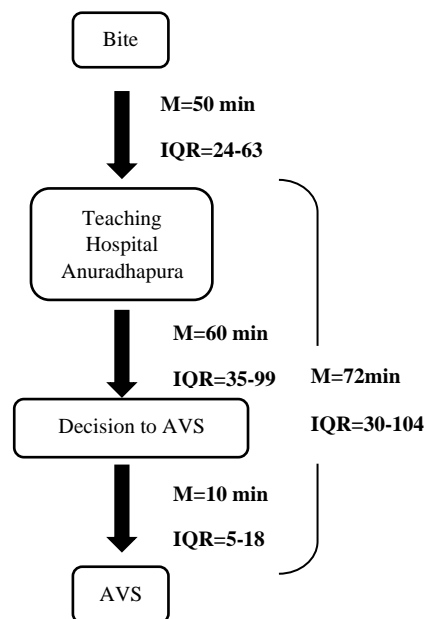 Bite
M=50 min
IQR=24-63
Teaching
Hospital
Anuradhapura
M=60 min
IQR=35-99
M=72min
IQR=30-104
Decision to AVS
M=10 min
IQR=5-18
AVS